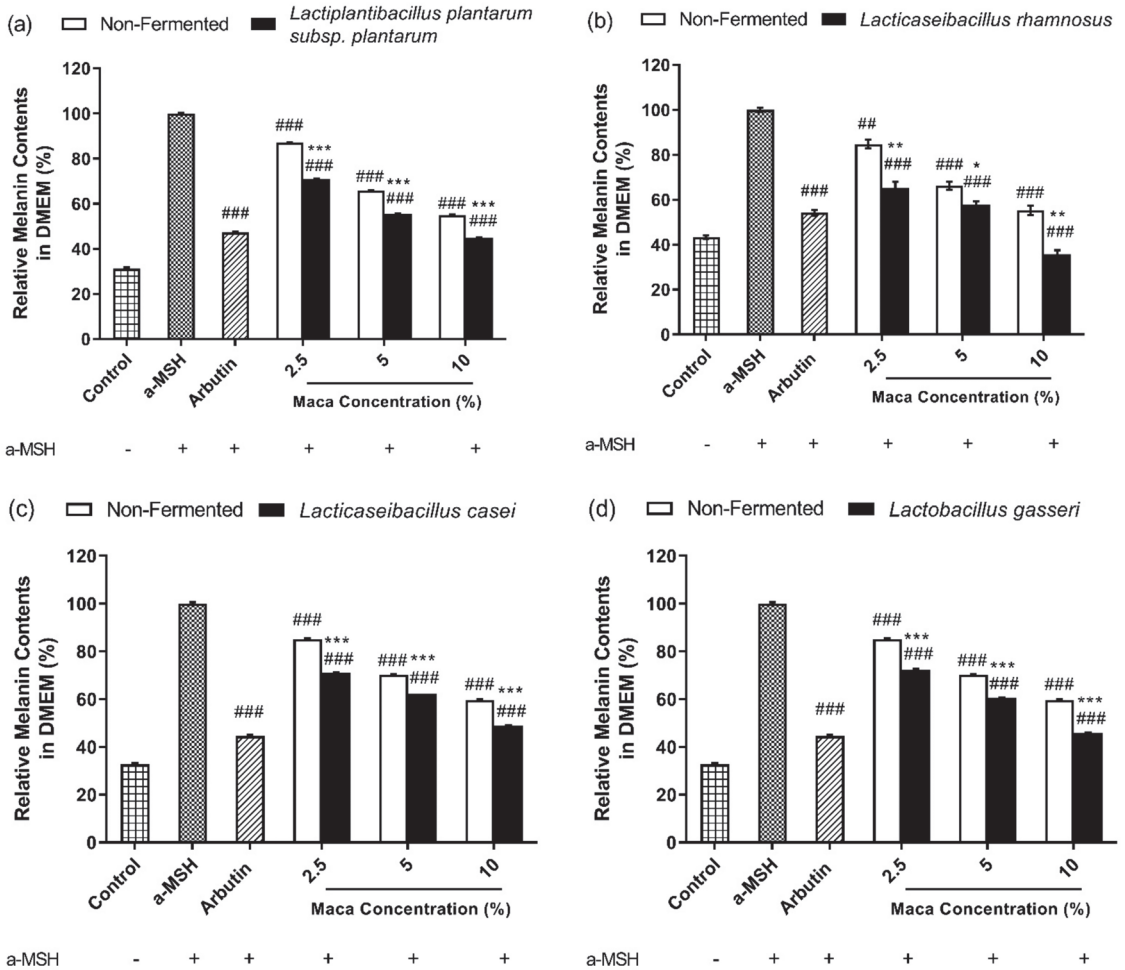 (a) Non-Fermented Lactiplantibacillus plantarum
subsp. plantarum
Relative Melanin Contents
in DMEM (%)
120
100
80
60
40
20
0
###
###
###
***
###
###
***
###
###
***
###
Control
a-MSH
Arbutin
2.5
5
10
Maca Concentration (%)
a-MSH - + + + + +
(b) Non-Fermented Lacticaseibacillus rhamnosus
Relative Melanin Contents
in DMEM (%)
120
100
80
60
40
20
0
###
##
**
###
###
*
###
###
**
###
Control
a-MSH
Arbutin
2.5
5
10
Maca Concentration (%)
a-MSH - + + + + +
(c) Non-Fermented Lacticaseibacillus casei
Relative Melanin Contents
in DMEM (%)
120
100
80
60
40
20
0
###
###
***
###
###
***
###
###
***
###
Control
a-MSH
Arbutin
2.5
5
10
Maca Concentration (%)
a-MSH - + + + + +
(d) Non-Fermented Lactobacillus gasseri
Relative Melanin Contents
in DMEM (%)
120
100
80
60
40
20
0
###
###
***
###
###
***
###
###
***
###
Control
a-MSH
Arbutin
2.5
5
10
Maca Concentration (%)
a-MSH - + + + + +